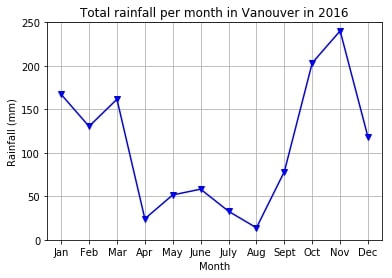 Total rainfall per month in Vanouver in 2016
250
200
150
100
50
0
Rainfall (mm)
Jan Feb Mar Apr May June July Aug Sept Oct Nov Dec
Month